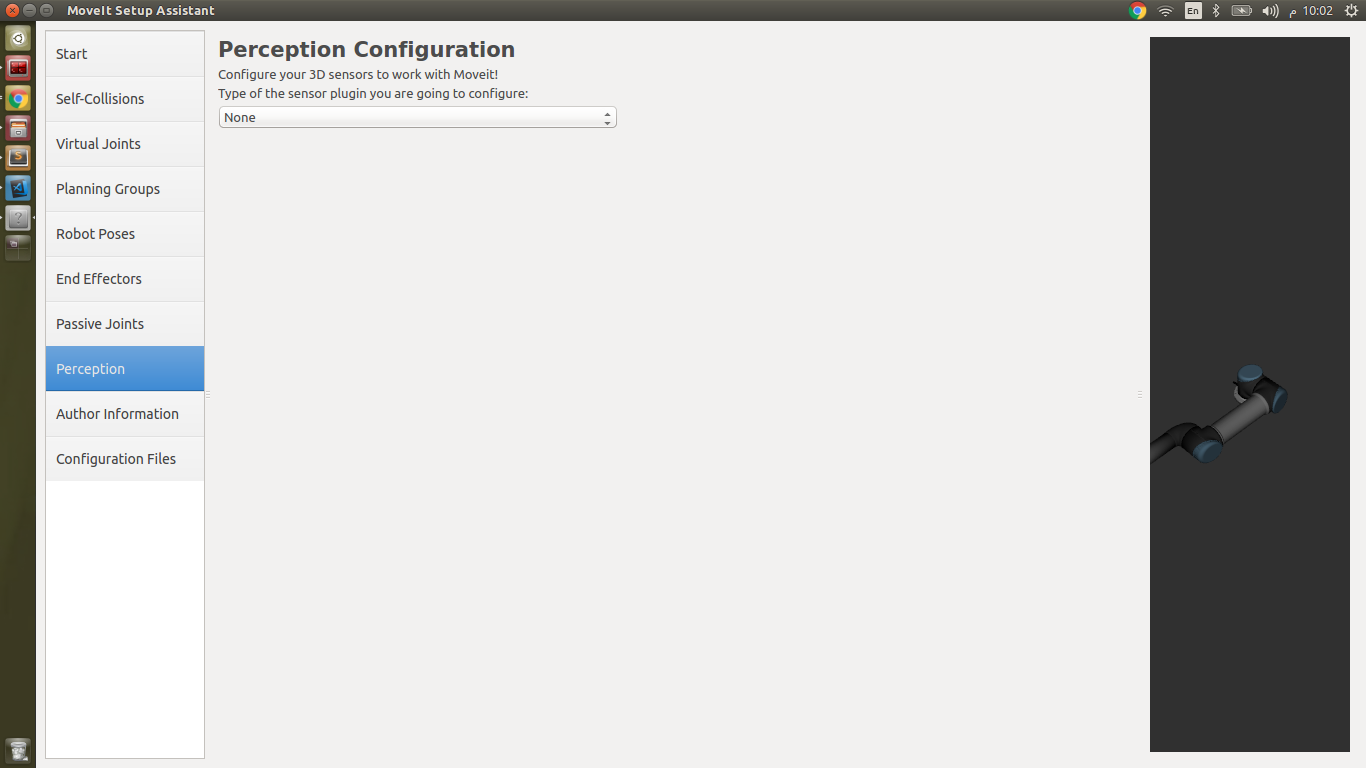 MoveIt Setup Assistant
En
م 10:02
Start
Self-Collisions
Virtual Joints
Planning Groups
Robot Poses
End Effectors
Passive Joints
Perception
Author Information
Configuration Files
Perception Configuration
Configure your 3D sensors to work with Moveit!
Type of the sensor plugin you are going to configure:
None